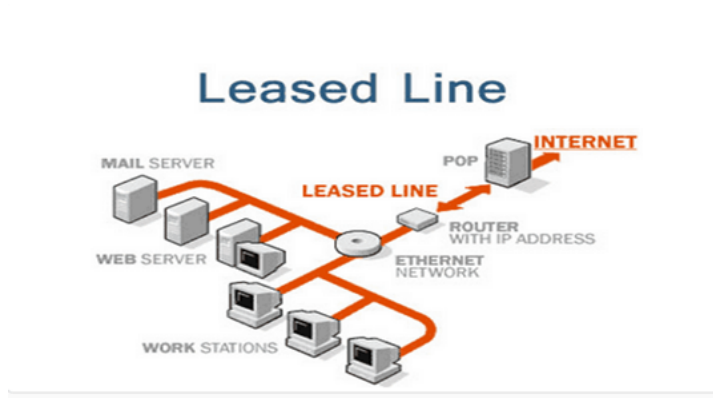 Leased Line
INTERNET
MAIL SERVER
POP
LEASED LINE
ROUTER
WITH IP ADDRESS
WEB SERVER
ETHERNET
NETWORK
WORK STATIONS